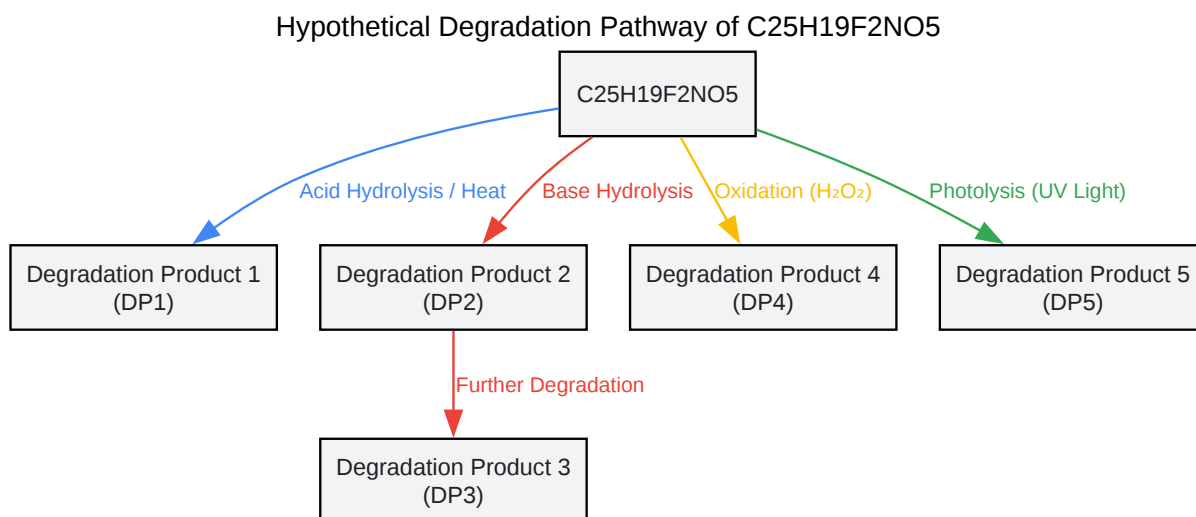 Hypothetical Degradation Pathway of C25H19F2NO5
C25H19F2NO5
Acid Hydrolysis / Heat
Base Hydrolysis
Oxidation (H₂O₂)
Photolysis (UV Light)
Degradation Product 1
(DP1)
Degradation Product 2
(DP2)
Degradation Product 4
(DP4)
Degradation Product 5
(DP5)
Further Degradation
Degradation Product 3
(DP3)